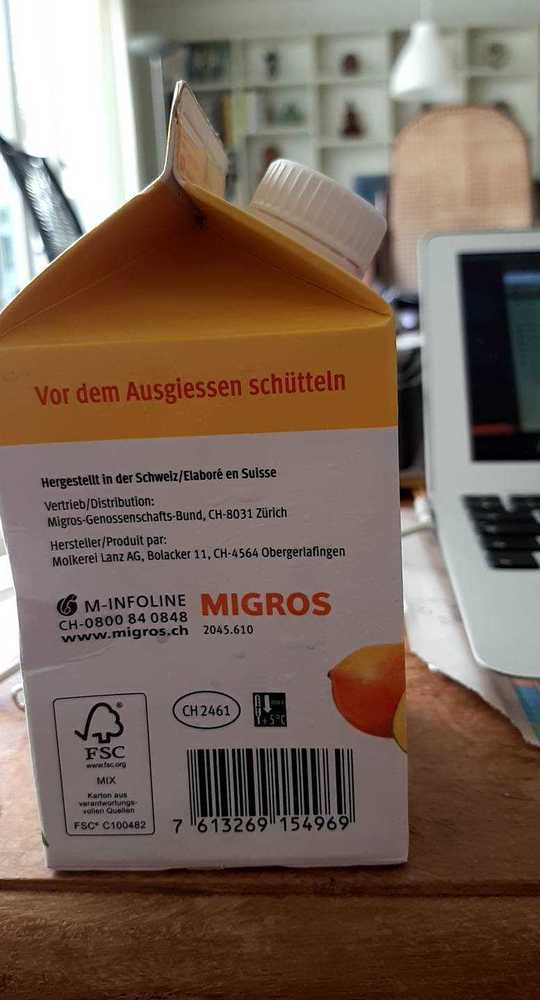 Vor dem Ausgiessen schütteln
Hergestellt in der Schweiz/Elaboré en Suisse
Vertrieb/Distribution:
Migros-Genossenschafts-Bund, CH-8031 Zürich
Hersteller/Produit par:
Molkerei Lanz AG, Bolacker 11, CH-4564 Obergerlafingen
M-INFOLINE
CH-0800 84 0848
www.migros.ch
MIGROS
2045.610
CH 2461
+5°C
FSC
www.fsc.org
MIX
Karton aus
verantwortungs-
vollen Quellen
FSC® C100482
7 613269 154969